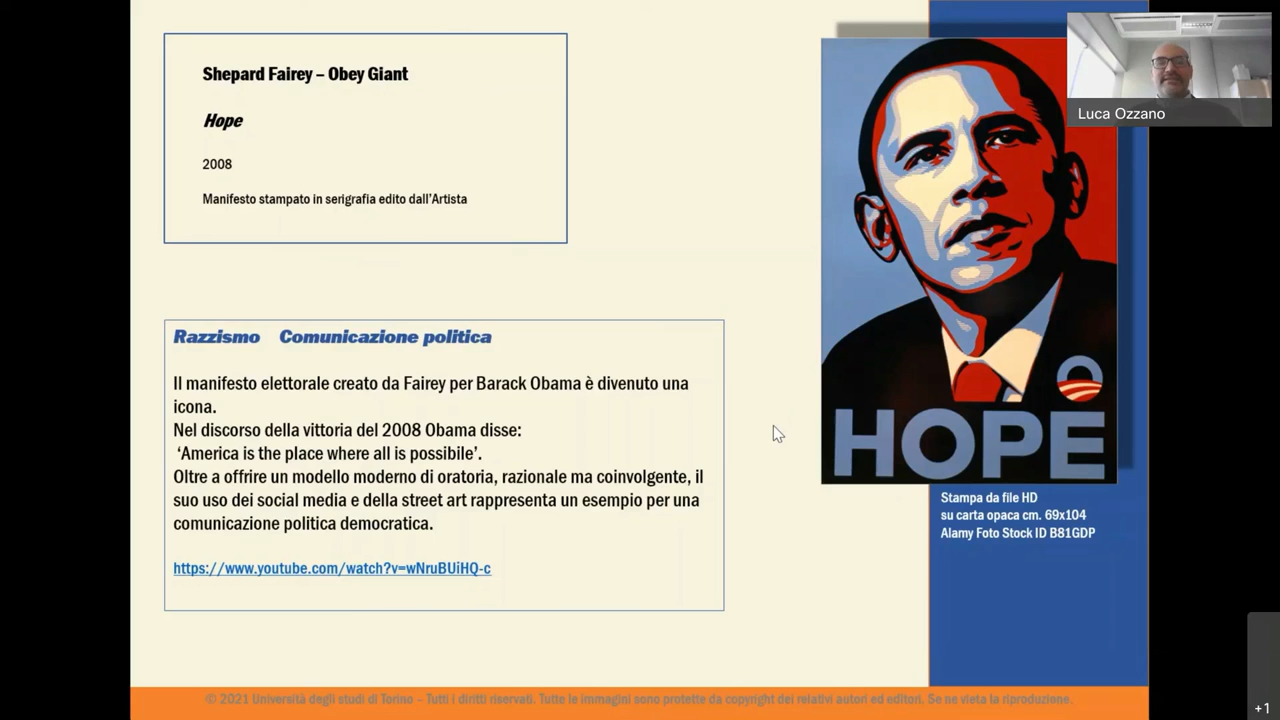 Shepard Fairey – Obey Giant
Hope
2008
Manifesto stampato in serigrafia edito dall'Artista
Luca Ozzano
HOPE
Razzismo Comunicazione politica
Il manifesto elettorale creato da Fairey per Barack Obama è divenuto una
icona.
Nel discorso della vittoria del 2008 Obama disse:
'America is the place where all is possibile'.
Oltre a offrire un modello moderno di oratoria, razionale ma coinvolgente, il
suo uso dei social media e della street art rappresenta un esempio per una
comunicazione politica democratica.
https://www.youtube.com/watch?v=wNruBUiHQ-c
Stampa da file HD
su carta opaca cm. 69x104
Alamy Foto Stock ID B81GDP
© 2021 Università degli studi di Torino – Tutti i diritti riservati. Tutte le immagini sono protette da copyright dei relativi autori ed editori. Se ne vieta la riproduzione.
+1